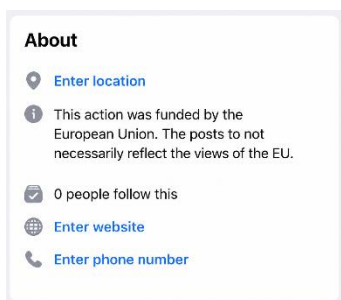 About
Enter location
This action was funded by the
European Union. The posts to not
necessarily reflect the views of the EU.
0 people follow this
Enter website
Enter phone number